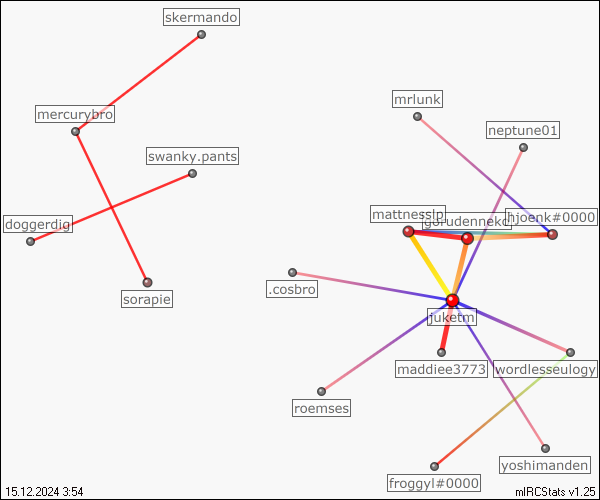 skermando
mrlunk
mercurybro
neptune01
swanky.pants
mattnesslp
hjoenk#0000
doggerdig
.cosbro
sorapie
juketm
maddiee3773
wordlesseulogy
roemses
yoshimanden
froggyl#0000
15.12.2024 3:54
mIRCStats v1.25